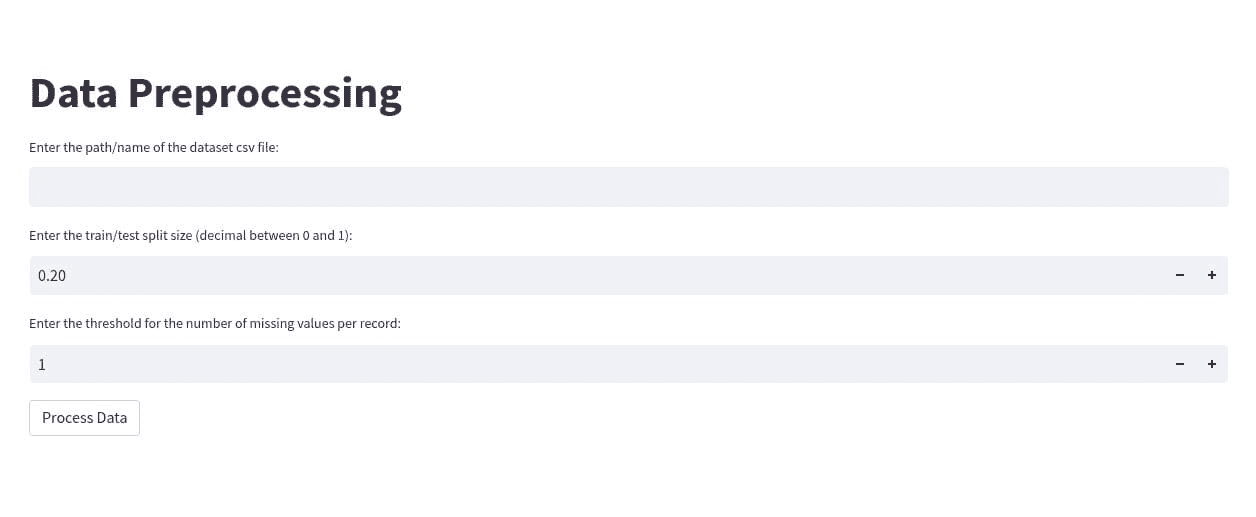 Data Preprocessing
Enter the path/name of the dataset csv file:
Enter the train/test split size (decimal between 0 and 1):
0.20
Enter the threshold for the number of missing values per record:
1
Process Data